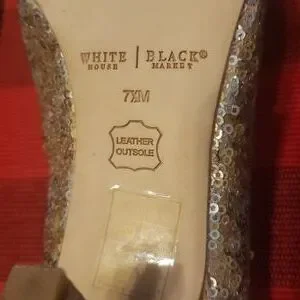 WHITE | BLACK®
HOUSE | MARKET
7½M
LEATHER
OUTSOLE